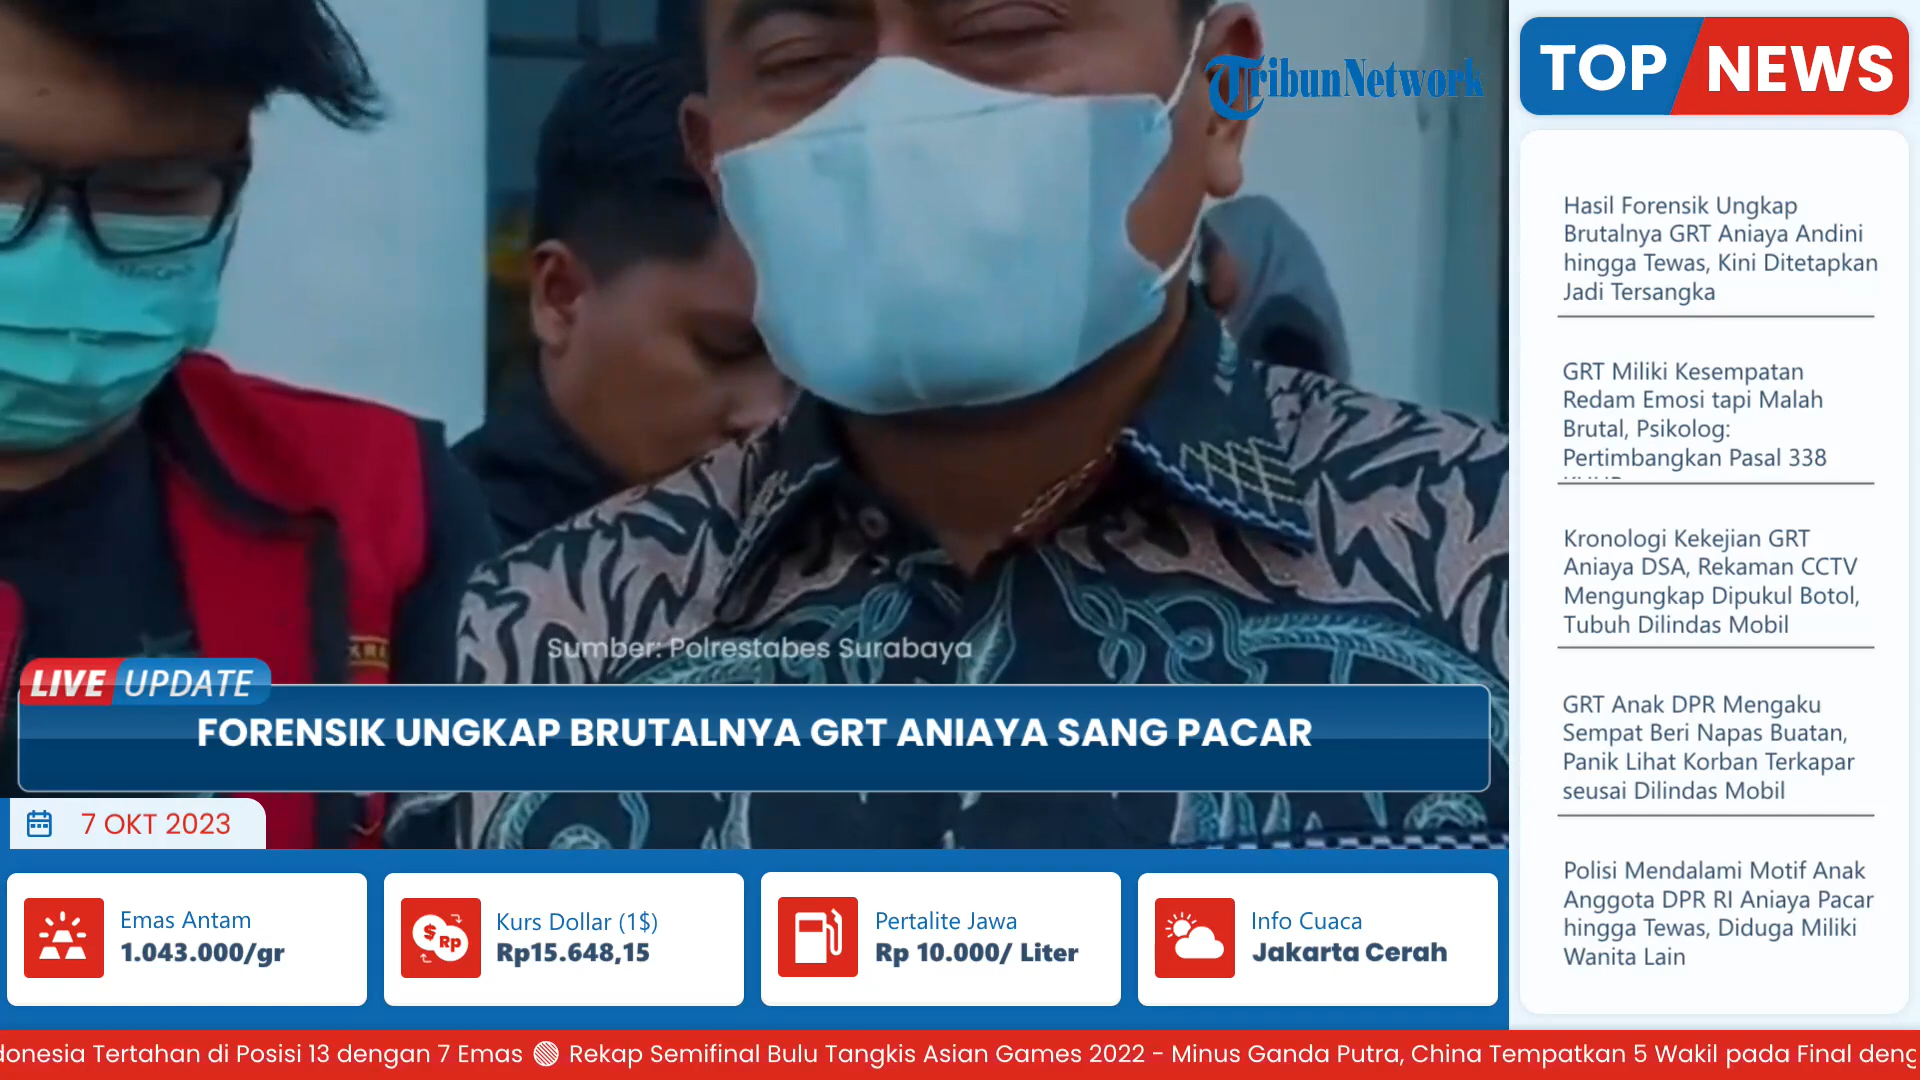 TribunNetwork
TOP NEWS
Hasil Forensik Ungkap
Brutalnya GRT Aniaya Andini
hingga Tewas, Kini Ditetapkan
Jadi Tersangka
GRT Miliki Kesempatan
Redam Emosi tapi Malah
Brutal, Psikolog:
Pertimbangkan Pasal 338
Kronologi Kekejian GRT
Aniaya DSA, Rekaman CCTV
Mengungkap Dipukul Botol,
Tubuh Dilindas Mobil
GRT Anak DPR Mengaku
Sempat Beri Napas Buatan,
Panik Lihat Korban Terkapar
seusai Dilindas Mobil
Polisi Mendalami Motif Anak
Anggota DPR RI Aniaya Pacar
hingga Tewas, Diduga Miliki
Wanita Lain
Sumber: Polrestabes Surabaya
LIVE UPDATE
FORENSIK UNGKAP BRUTALNYA GRT ANIAYA SANG PACAR
7 OKT 2023
Emas Antam
1.043.000/gr
$ Rp
Kurs Dollar (1$)
Rp15.648,15
Pertalite Jawa
Rp 10.000/ Liter
Info Cuaca
Jakarta Cerah
donesia Tertahan di Posisi 13 dengan 7 Emas Rekap Semifinal Bulu Tangkis Asian Games 2022 - Minus Ganda Putra, China Tempatkan 5 Wakil pada Final deng